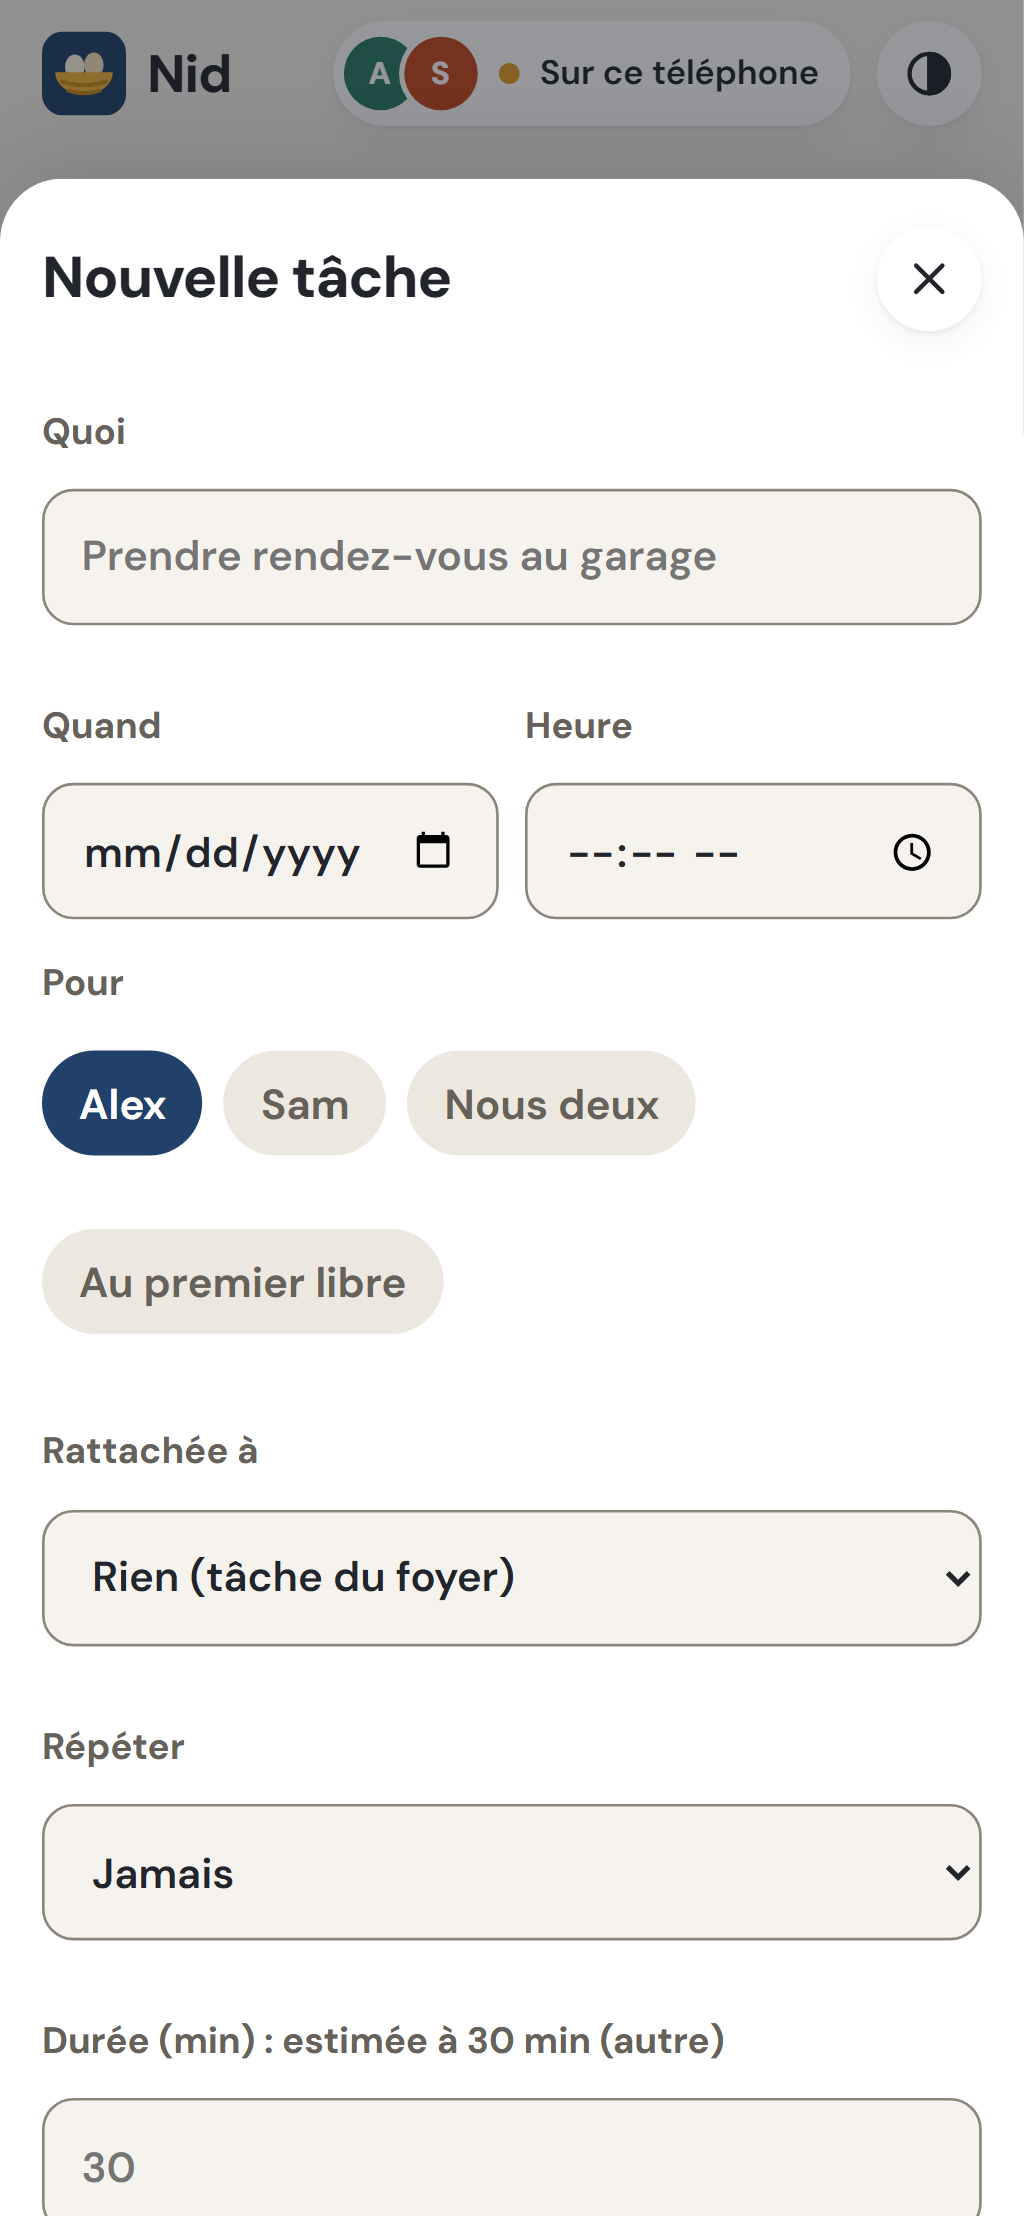 Nid
A S Sur ce téléphone
Nouvelle tâche
Quoi
Prendre rendez-vous au garage
Quand Heure
mm/dd/yyyy --:-- --
Pour
Alex Sam Nous deux
Au premier libre
Rattachée à
Rien (tâche du foyer)
Répéter
Jamais
Durée (min) : estimée à 30 min (autre)
30